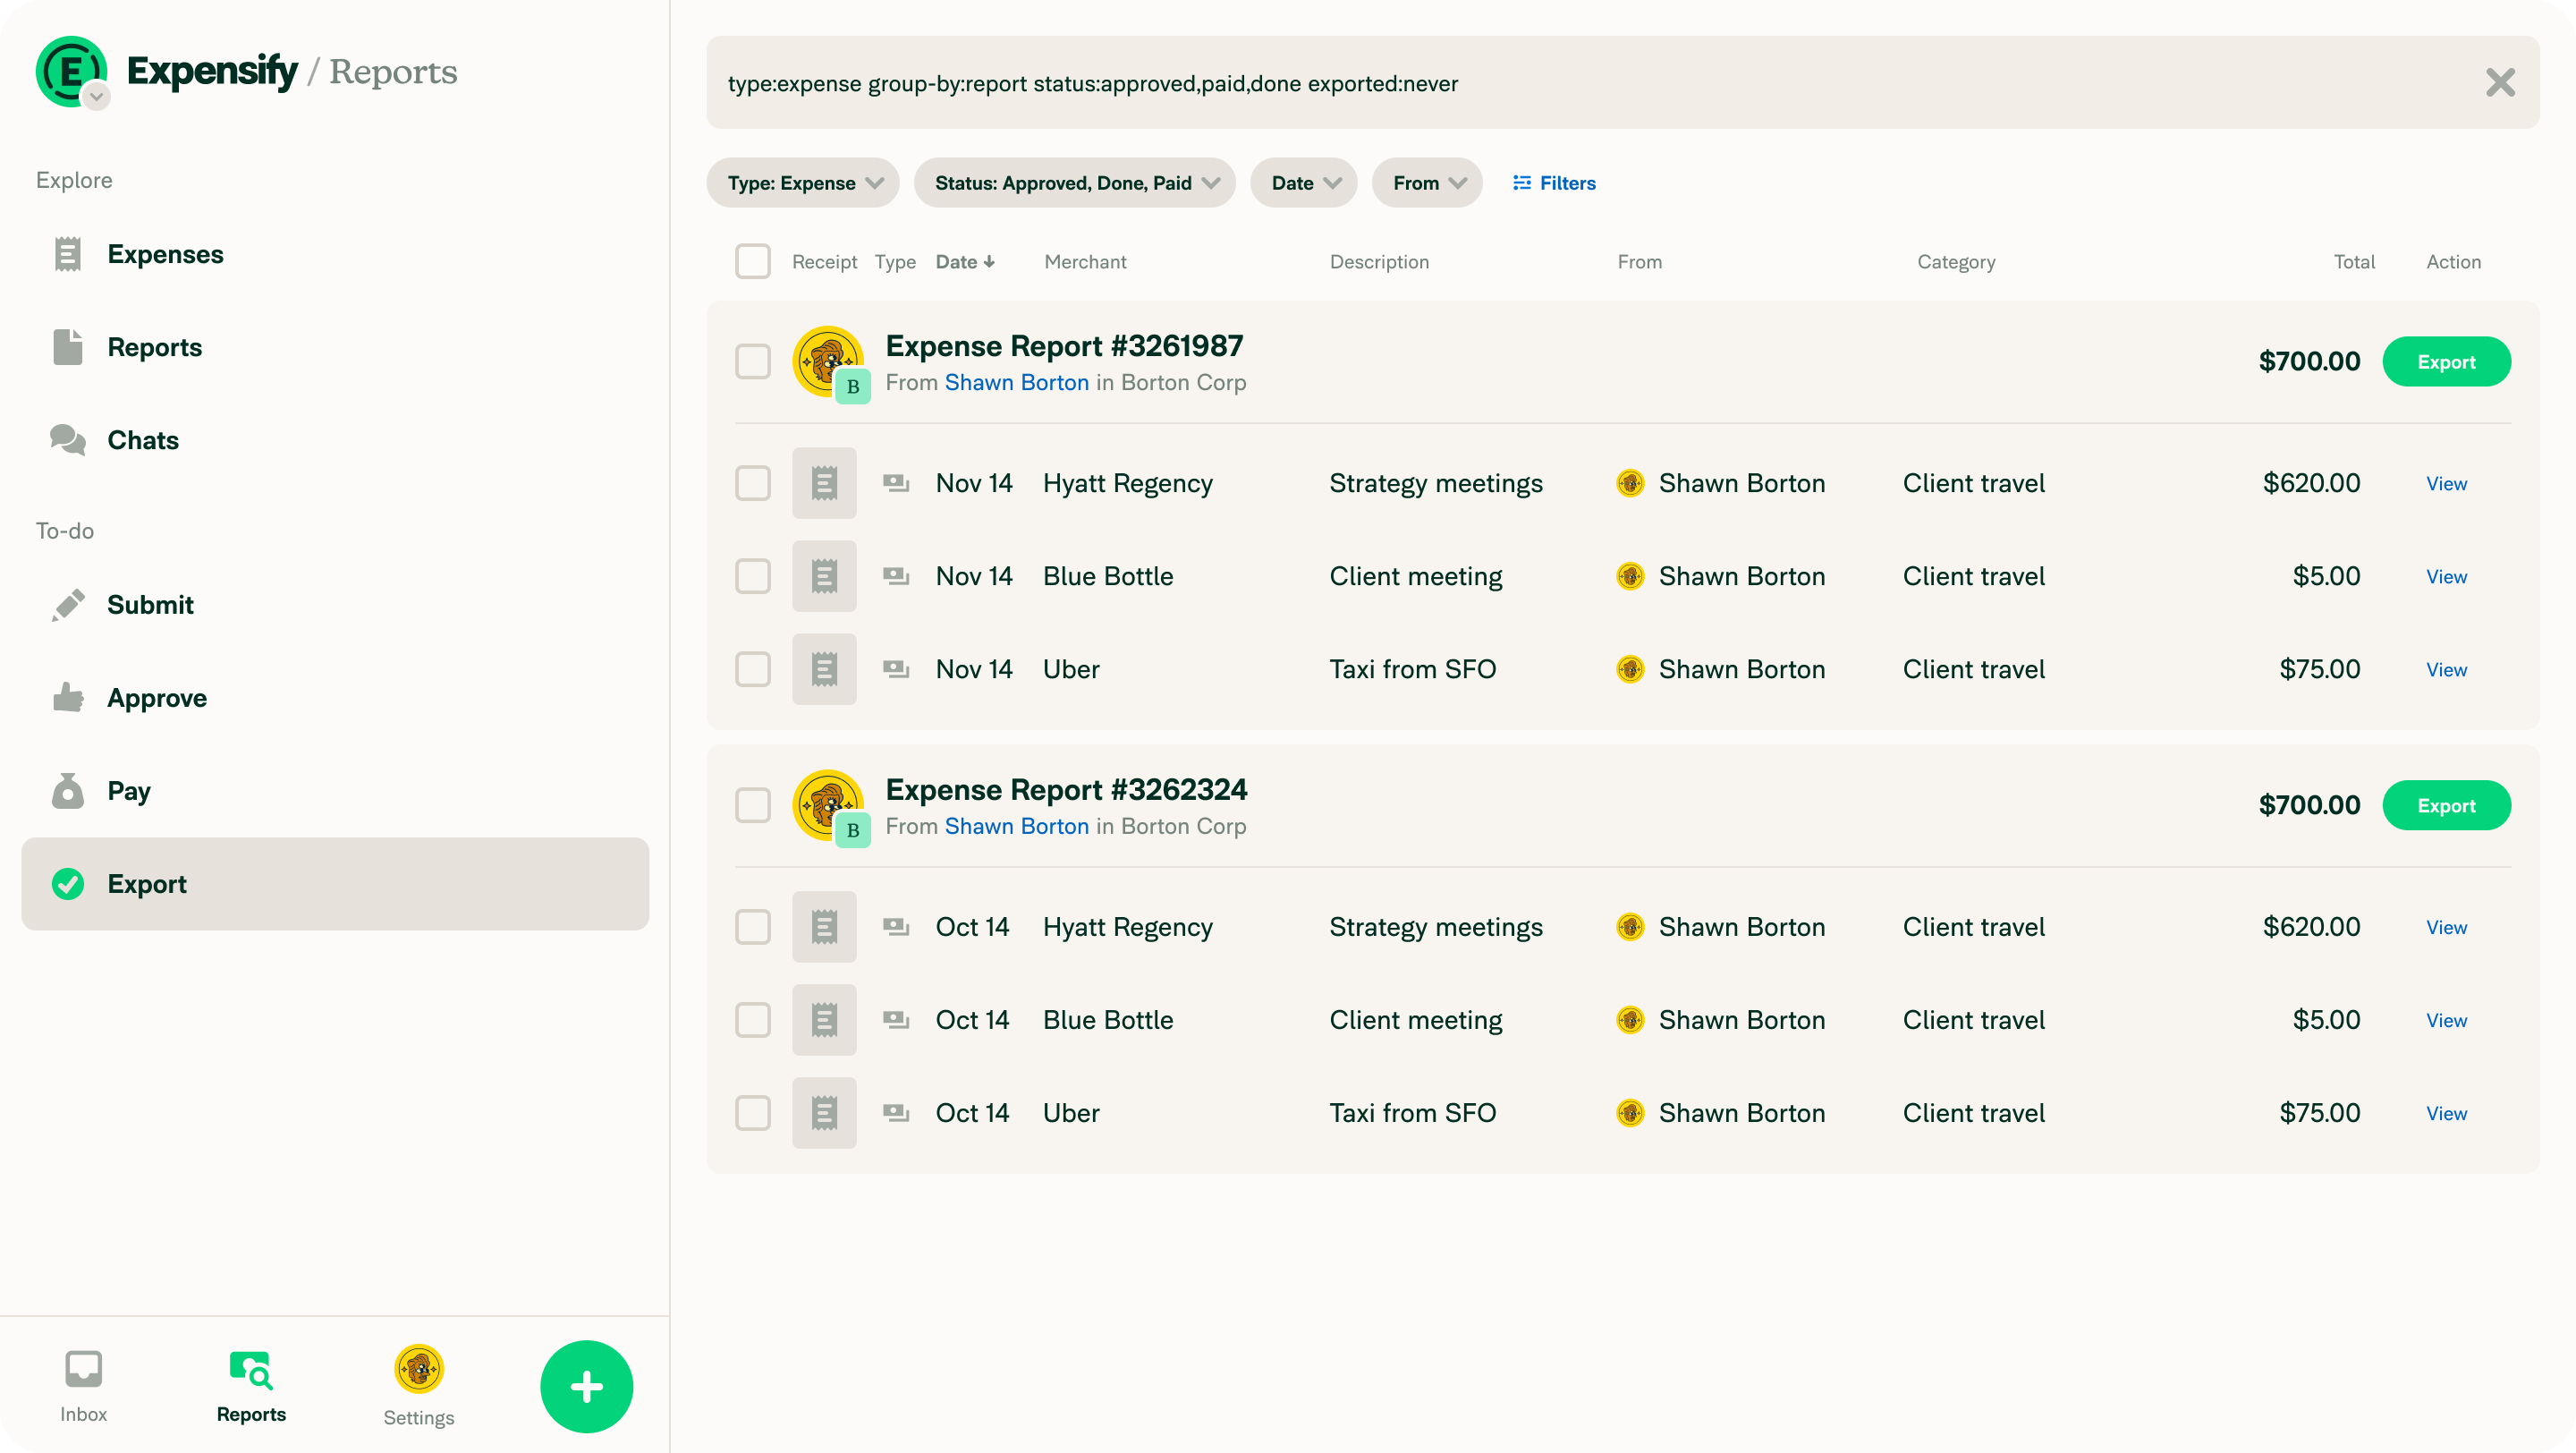 Expensify / Reports
Explore
Expenses
Reports
Chats
To-do
Submit
Approve
Pay
Export
Inbox
Reports
Settings
type:expense group-by:report status:approved,paid,done exported:never
Type: Expense Status: Approved, Done, Paid Date From Filters
Receipt Type Date Merchant Description From Category Total Action
Expense Report #3261987
From Shawn Borton in Borton Corp
B
$700.00 Export
Nov 14 Hyatt Regency Strategy meetings Shawn Borton Client travel $620.00 View
Nov 14 Blue Bottle Client meeting Shawn Borton Client travel $5.00 View
Nov 14 Uber Taxi from SFO Shawn Borton Client travel $75.00 View
Expense Report #3262324
From Shawn Borton in Borton Corp
B
$700.00 Export
Oct 14 Hyatt Regency Strategy meetings Shawn Borton Client travel $620.00 View
Oct 14 Blue Bottle Client meeting Shawn Borton Client travel $5.00 View
Oct 14 Uber Taxi from SFO Shawn Borton Client travel $75.00 View